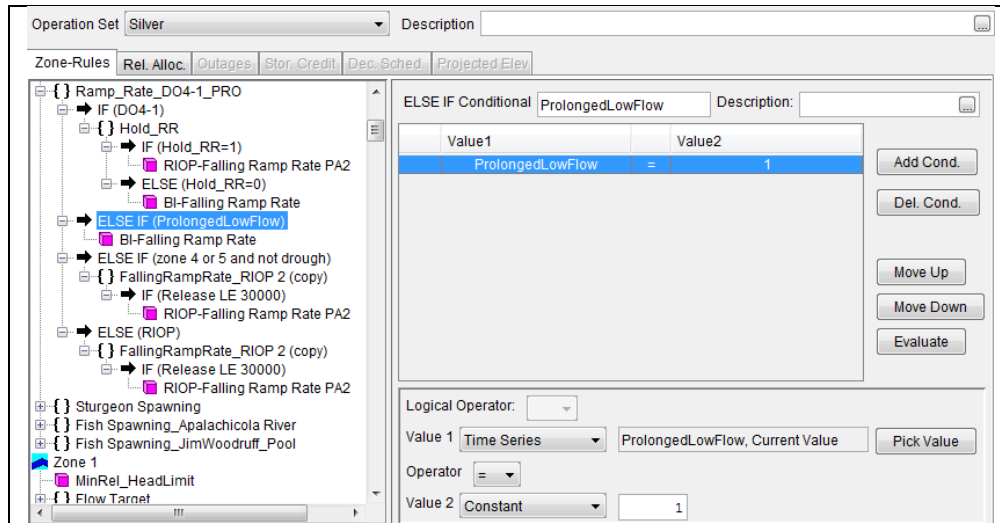 Operation Set Silver Description ...
Zone-Rules Rel. Alloc. Outages Stor. Credit Dec. Sched. Projected Elev
{ } Ramp_Rate_DO4-1_PRO
IF (DO4-1)
{ } Hold_RR
IF (Hold_RR=1)
RIOP-Falling Ramp Rate PA2
ELSE (Hold_RR=0)
BI-Falling Ramp Rate
ELSE IF (ProlongedLowFlow)
BI-Falling Ramp Rate
ELSE IF (zone 4 or 5 and not drough)
{ } FallingRampRate_RIOP 2 (copy)
IF (Release LE 30000)
RIOP-Falling Ramp Rate PA2
ELSE (RIOP)
{ } FallingRampRate_RIOP 2 (copy)
IF (Release LE 30000)
RIOP-Falling Ramp Rate PA2
{ } Sturgeon Spawning
{ } Fish Spawning_Apalachicola River
{ } Fish Spawning_JimWoodruff_Pool
Zone 1
MinRel_HeadLimit
{ } Flow Target
ELSE IF Conditional ProlongedLowFlow Description: ...
Value1 Value2
ProlongedLowFlow = 1
Add Cond.
Del. Cond.
Move Up
Move Down
Evaluate
Logical Operator:
Value 1 Time Series ProlongedLowFlow, Current Value Pick Value
Operator =
Value 2 Constant 1